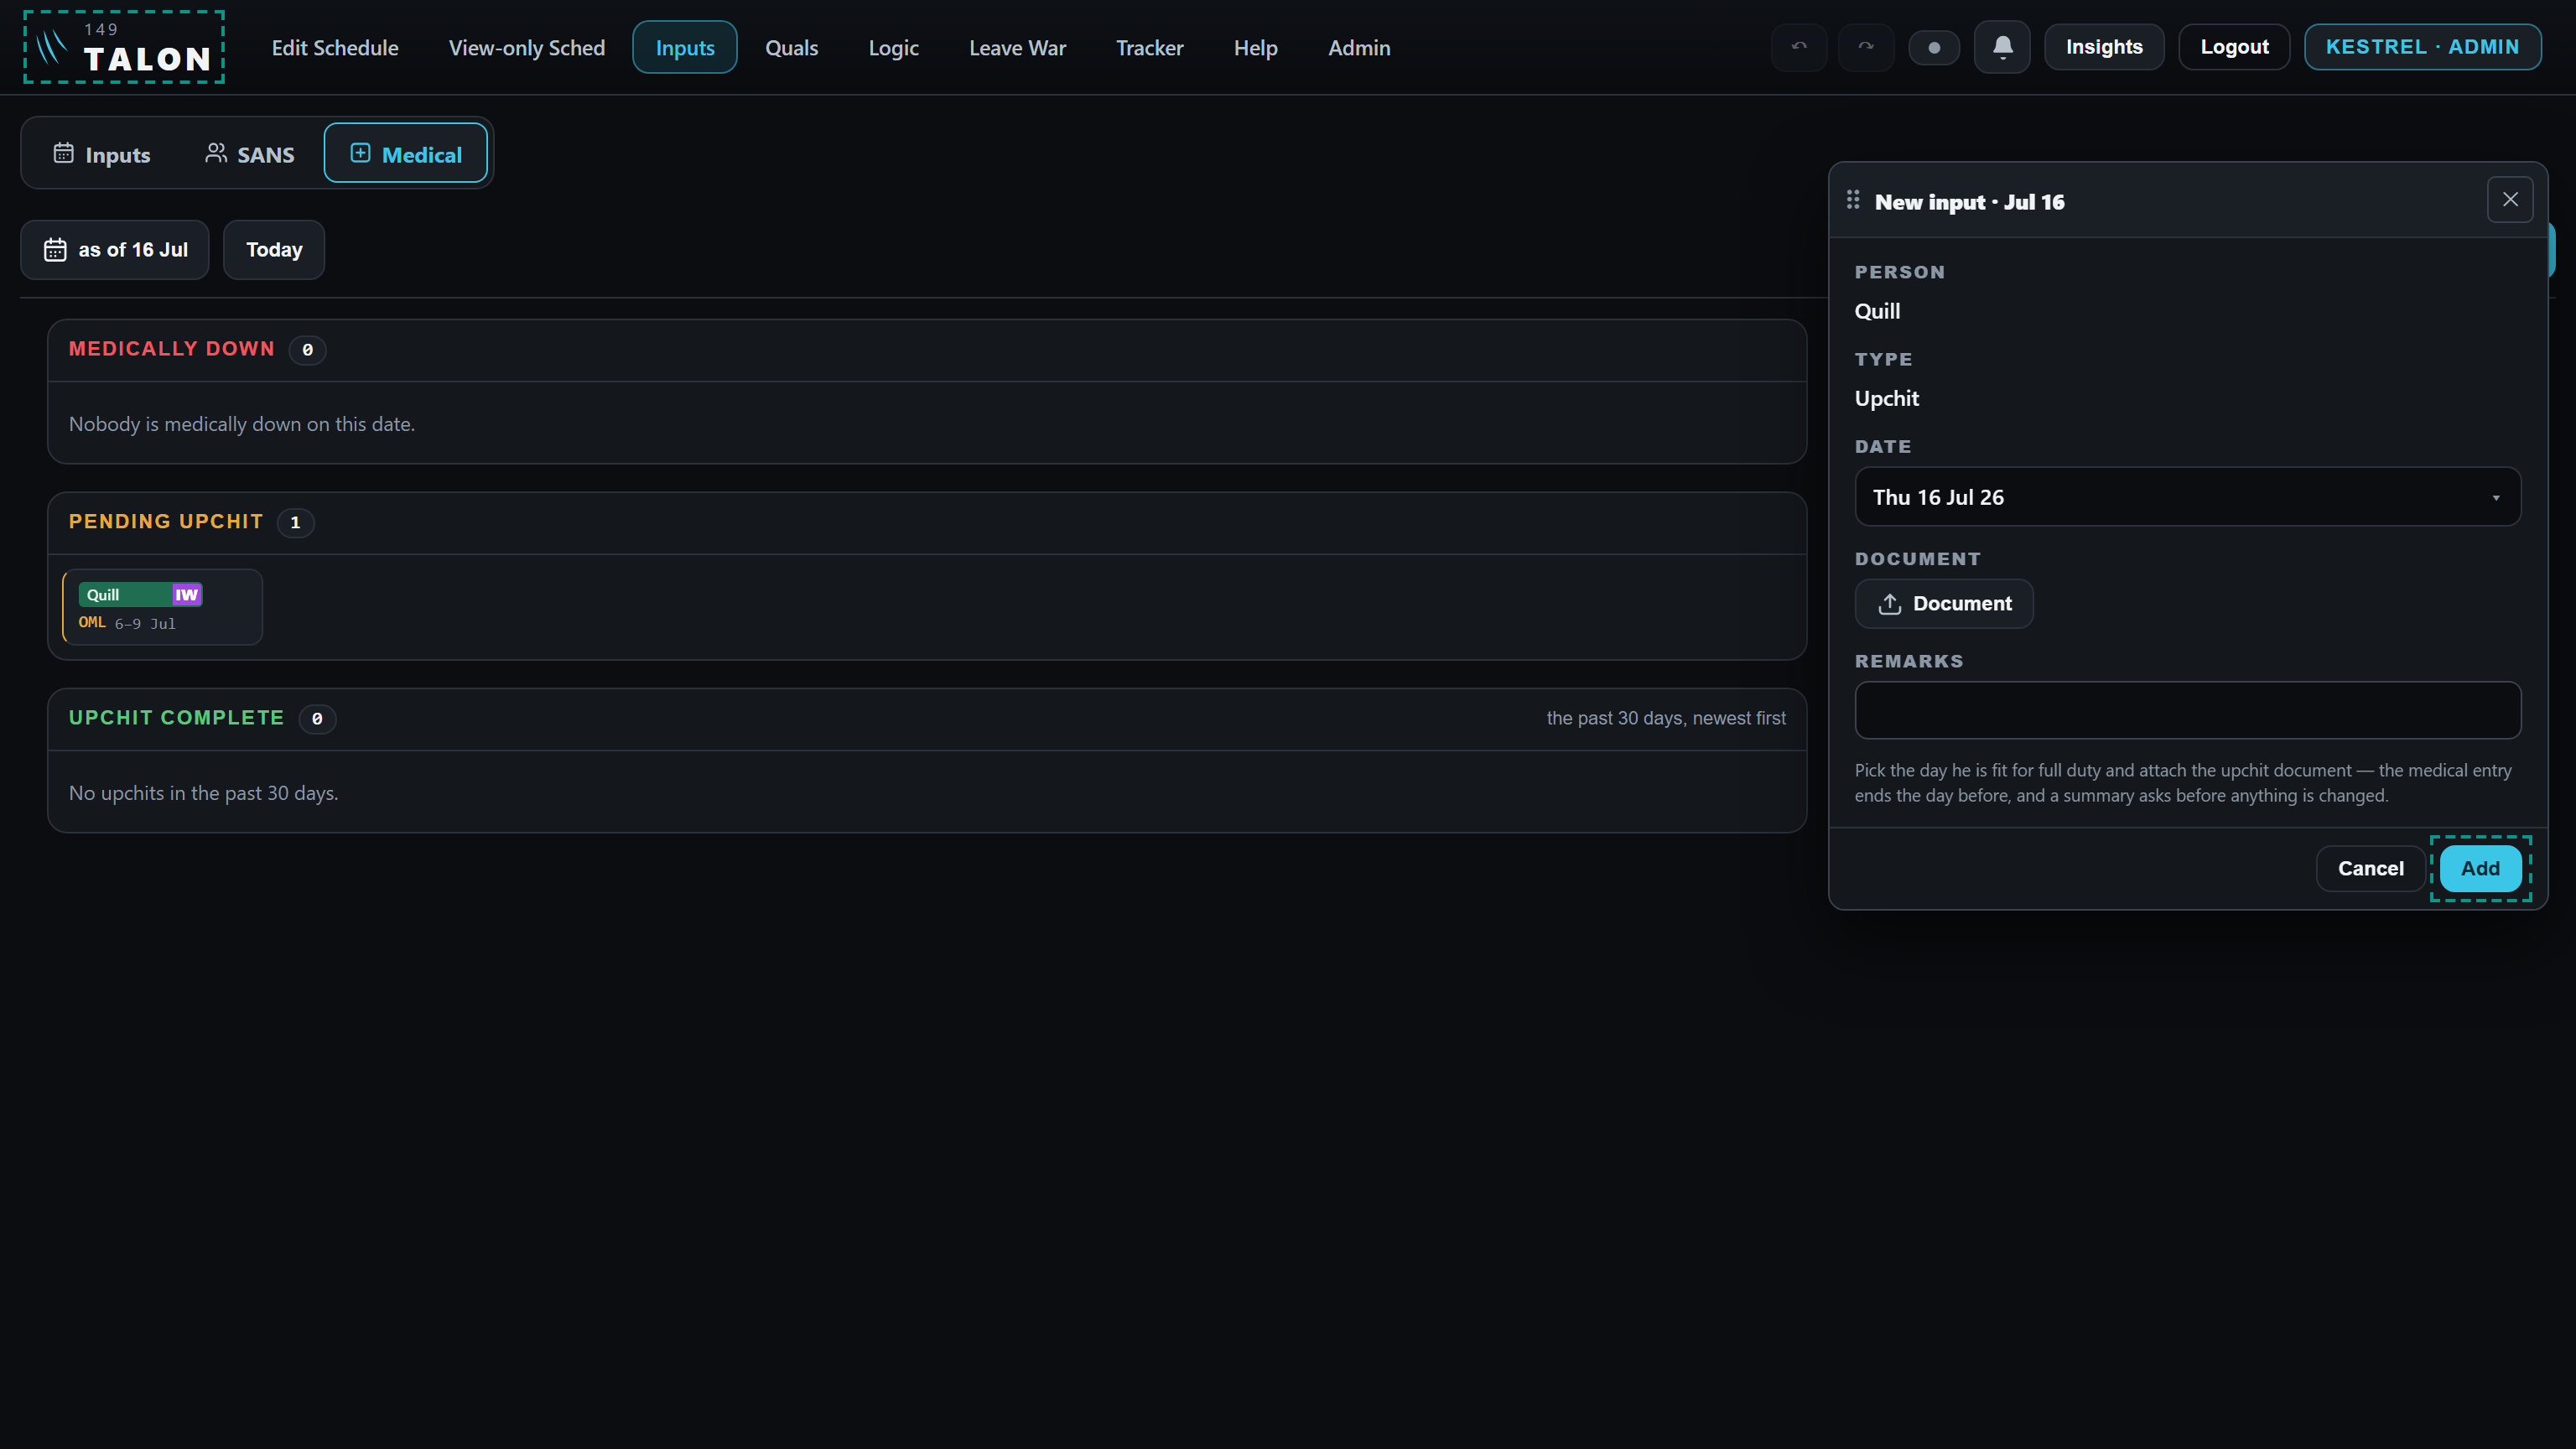 149
TALON
Edit Schedule
View-only Sched
Inputs
Quals
Logic
Leave War
Tracker
Help
Admin
Insights
Logout
KESTREL · ADMIN
Inputs
SANS
Medical
as of 16 Jul
Today
MEDICALLY DOWN 0
Nobody is medically down on this date.
PENDING UPCHIT 1
Quill IW
OML 6–9 Jul
UPCHIT COMPLETE 0
the past 30 days, newest first
No upchits in the past 30 days.
New input · Jul 16
PERSON
Quill
TYPE
Upchit
DATE
Thu 16 Jul 26
DOCUMENT
Document
REMARKS
Pick the day he is fit for full duty and attach the upchit document — the medical entry
ends the day before, and a summary asks before anything is changed.
Cancel
Add